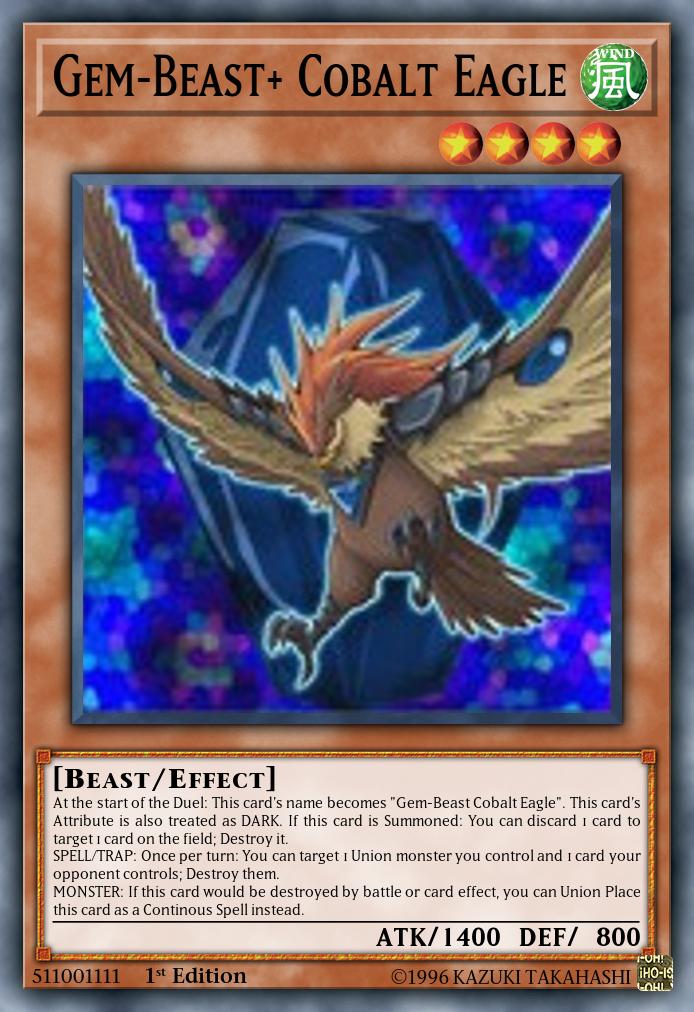 Gem-Beast+ Cobalt Eagle
WIND
風
[Beast/Effect]
At the start of the Duel: This card's name becomes "Gem-Beast Cobalt Eagle". This card's
Attribute is also treated as DARK. If this card is Summoned: You can discard 1 card to
target 1 card on the field; Destroy it.
SPELL/TRAP: Once per turn: You can target 1 Union monster you control and 1 card your
opponent controls; Destroy them.
MONSTER: If this card would be destroyed by battle or card effect, you can Union Place
this card as a Continous Spell instead.
ATK/1400 DEF/ 800
511001111 1st Edition ©1996 KAZUKI TAKAHASHI